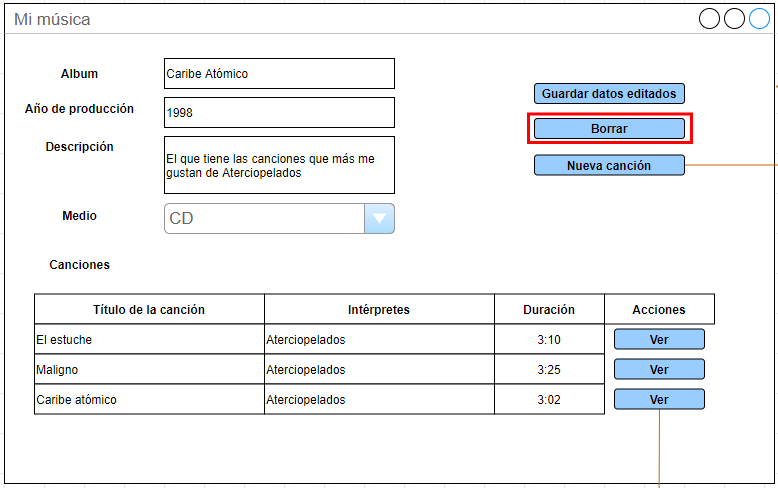 Mi música
Album
Caribe Atómico
Año de producción
1998
Descripción
El que tiene las canciones que más me
gustan de Aterciopelados
Medio
CD
Guardar datos editados
Borrar
Nueva canción
Canciones
Título de la canción Intérpretes Duración Acciones
El estuche Aterciopelados 3:10 Ver
Maligno Aterciopelados 3:25 Ver
Caribe atómico Aterciopelados 3:02 Ver